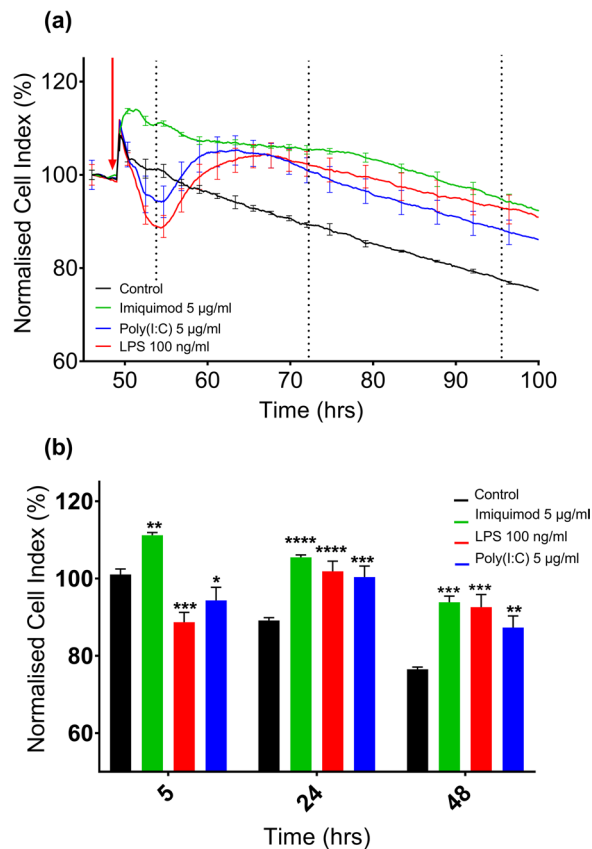 (a)
Normalised Cell Index (%)
120
100
80
60
Control
Imiquimod 5 µg/ml
Poly(I:C) 5 µg/ml
LPS 100 ng/ml
50 60 70 80 90 100
Time (hrs)
(b)
Normalised Cell Index (%)
120
100
80
60
Control
Imiquimod 5 µg/ml
LPS 100 ng/ml
Poly(I:C) 5 µg/ml
** *** * **** **** *** *** *** **
5 24 48
Time (hrs)